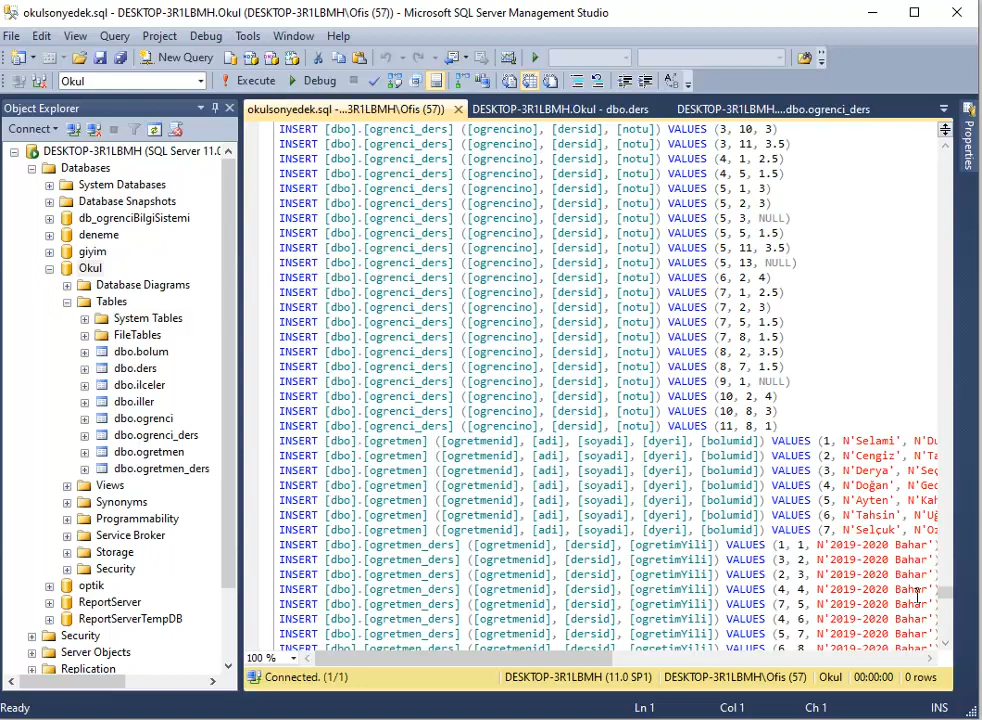 okulsonyedek.sql - DESKTOP-3R1LBMH.Okul (DESKTOP-3R1LBMH\Ofis (57)) - Microsoft SQL Server Management Studio
File Edit View Query Project Debug Tools Window Help
New Query
Okul Execute Debug
Object Explorer
Connect
DESKTOP-3R1LBMH (SQL Server 11.0
Databases
System Databases
Database Snapshots
db_ogrenciBilgiSistemi
deneme
giyim
Okul
Database Diagrams
Tables
System Tables
FileTables
dbo.bolum
dbo.ders
dbo.ilceler
dbo.iller
dbo.ogrenci
dbo.ogrenci_ders
dbo.ogretmen
dbo.ogretmen_ders
Views
Synonyms
Programmability
Service Broker
Storage
Security
optik
ReportServer
ReportServerTempDB
Security
Server Objects
Replication
okulsonyedek.sql -...3R1LBMH\Ofis (57)) DESKTOP-3R1LBMH.Okul - dbo.ders DESKTOP-3R1LBM....dbo.ogrenci_ders
Properties
INSERT [dbo].[ogrenci_ders] ([ogrencino], [dersid], [notu]) VALUES (3, 10, 3)
INSERT [dbo].[ogrenci_ders] ([ogrencino], [dersid], [notu]) VALUES (3, 11, 3.5)
INSERT [dbo].[ogrenci_ders] ([ogrencino], [dersid], [notu]) VALUES (4, 1, 2.5)
INSERT [dbo].[ogrenci_ders] ([ogrencino], [dersid], [notu]) VALUES (4, 5, 1.5)
INSERT [dbo].[ogrenci_ders] ([ogrencino], [dersid], [notu]) VALUES (5, 1, 3)
INSERT [dbo].[ogrenci_ders] ([ogrencino], [dersid], [notu]) VALUES (5, 2, 3)
INSERT [dbo].[ogrenci_ders] ([ogrencino], [dersid], [notu]) VALUES (5, 3, NULL)
INSERT [dbo].[ogrenci_ders] ([ogrencino], [dersid], [notu]) VALUES (5, 5, 1.5)
INSERT [dbo].[ogrenci_ders] ([ogrencino], [dersid], [notu]) VALUES (5, 11, 3.5)
INSERT [dbo].[ogrenci_ders] ([ogrencino], [dersid], [notu]) VALUES (5, 13, NULL)
INSERT [dbo].[ogrenci_ders] ([ogrencino], [dersid], [notu]) VALUES (6, 2, 4)
INSERT [dbo].[ogrenci_ders] ([ogrencino], [dersid], [notu]) VALUES (7, 1, 2.5)
INSERT [dbo].[ogrenci_ders] ([ogrencino], [dersid], [notu]) VALUES (7, 2, 3)
INSERT [dbo].[ogrenci_ders] ([ogrencino], [dersid], [notu]) VALUES (7, 5, 1.5)
INSERT [dbo].[ogrenci_ders] ([ogrencino], [dersid], [notu]) VALUES (7, 8, 1.5)
INSERT [dbo].[ogrenci_ders] ([ogrencino], [dersid], [notu]) VALUES (8, 2, 3.5)
INSERT [dbo].[ogrenci_ders] ([ogrencino], [dersid], [notu]) VALUES (8, 7, 1.5)
INSERT [dbo].[ogrenci_ders] ([ogrencino], [dersid], [notu]) VALUES (9, 1, NULL)
INSERT [dbo].[ogrenci_ders] ([ogrencino], [dersid], [notu]) VALUES (10, 2, 4)
INSERT [dbo].[ogrenci_ders] ([ogrencino], [dersid], [notu]) VALUES (10, 8, 3)
INSERT [dbo].[ogrenci_ders] ([ogrencino], [dersid], [notu]) VALUES (11, 8, 1)
INSERT [dbo].[ogretmen] ([ogretmenid], [adi], [soyadi], [dyeri], [bolumid]) VALUES (1, N'Selami', N'Du
INSERT [dbo].[ogretmen] ([ogretmenid], [adi], [soyadi], [dyeri], [bolumid]) VALUES (2, N'Cengiz', N'Ta
INSERT [dbo].[ogretmen] ([ogretmenid], [adi], [soyadi], [dyeri], [bolumid]) VALUES (3, N'Derya', N'Seç
INSERT [dbo].[ogretmen] ([ogretmenid], [adi], [soyadi], [dyeri], [bolumid]) VALUES (4, N'Doğan', N'Gec
INSERT [dbo].[ogretmen] ([ogretmenid], [adi], [soyadi], [dyeri], [bolumid]) VALUES (5, N'Ayten', N'Kah
INSERT [dbo].[ogretmen] ([ogretmenid], [adi], [soyadi], [dyeri], [bolumid]) VALUES (6, N'Tahsin', N'Uğ
INSERT [dbo].[ogretmen] ([ogretmenid], [adi], [soyadi], [dyeri], [bolumid]) VALUES (7, N'Selçuk', N'Oz
INSERT [dbo].[ogretmen_ders] ([ogretmenid], [dersid], [ogretimYili]) VALUES (1, 1, N'2019-2020 Bahar')
INSERT [dbo].[ogretmen_ders] ([ogretmenid], [dersid], [ogretimYili]) VALUES (3, 2, N'2019-2020 Bahar')
INSERT [dbo].[ogretmen_ders] ([ogretmenid], [dersid], [ogretimYili]) VALUES (2, 3, N'2019-2020 Bahar')
INSERT [dbo].[ogretmen_ders] ([ogretmenid], [dersid], [ogretimYili]) VALUES (4, 4, N'2019-2020 Bahar')
INSERT [dbo].[ogretmen_ders] ([ogretmenid], [dersid], [ogretimYili]) VALUES (7, 5, N'2019-2020 Bahar')
INSERT [dbo].[ogretmen_ders] ([ogretmenid], [dersid], [ogretimYili]) VALUES (4, 6, N'2019-2020 Bahar')
INSERT [dbo].[ogretmen_ders] ([ogretmenid], [dersid], [ogretimYili]) VALUES (5, 7, N'2019-2020 Bahar')
INSERT [dbo].[ogretmen_ders] ([ogretmenid], [dersid], [ogretimYili]) VALUES (6, 8, N'2019-2020 Bahar')
100 %
Connected. (1/1) DESKTOP-3R1LBMH (11.0 SP1) DESKTOP-3R1LBMH\Ofis (57) Okul 00:00:00 0 rows
Ready Ln 1 Col 1 Ch 1 INS